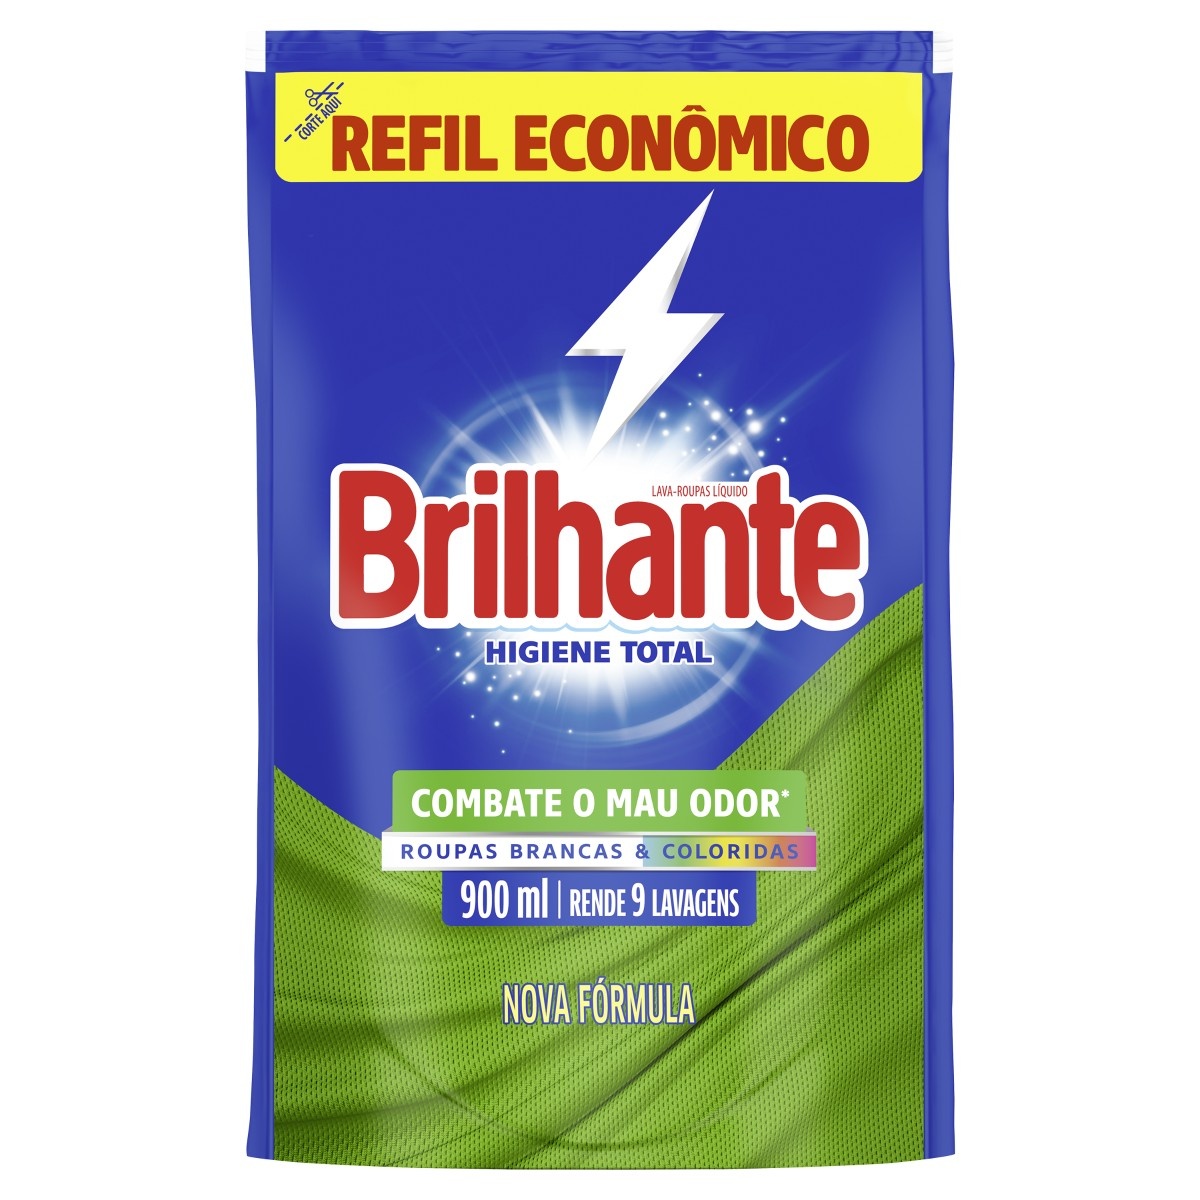 CORTE AQUI
REFIL ECONÔMICO
LAVA-ROUPAS LÍQUIDO
Brilhante
HIGIENE TOTAL
COMBATE O MAU ODOR*
ROUPAS BRANCAS & COLORIDAS
900 ml | RENDE 9 LAVAGENS
NOVA FÓRMULA